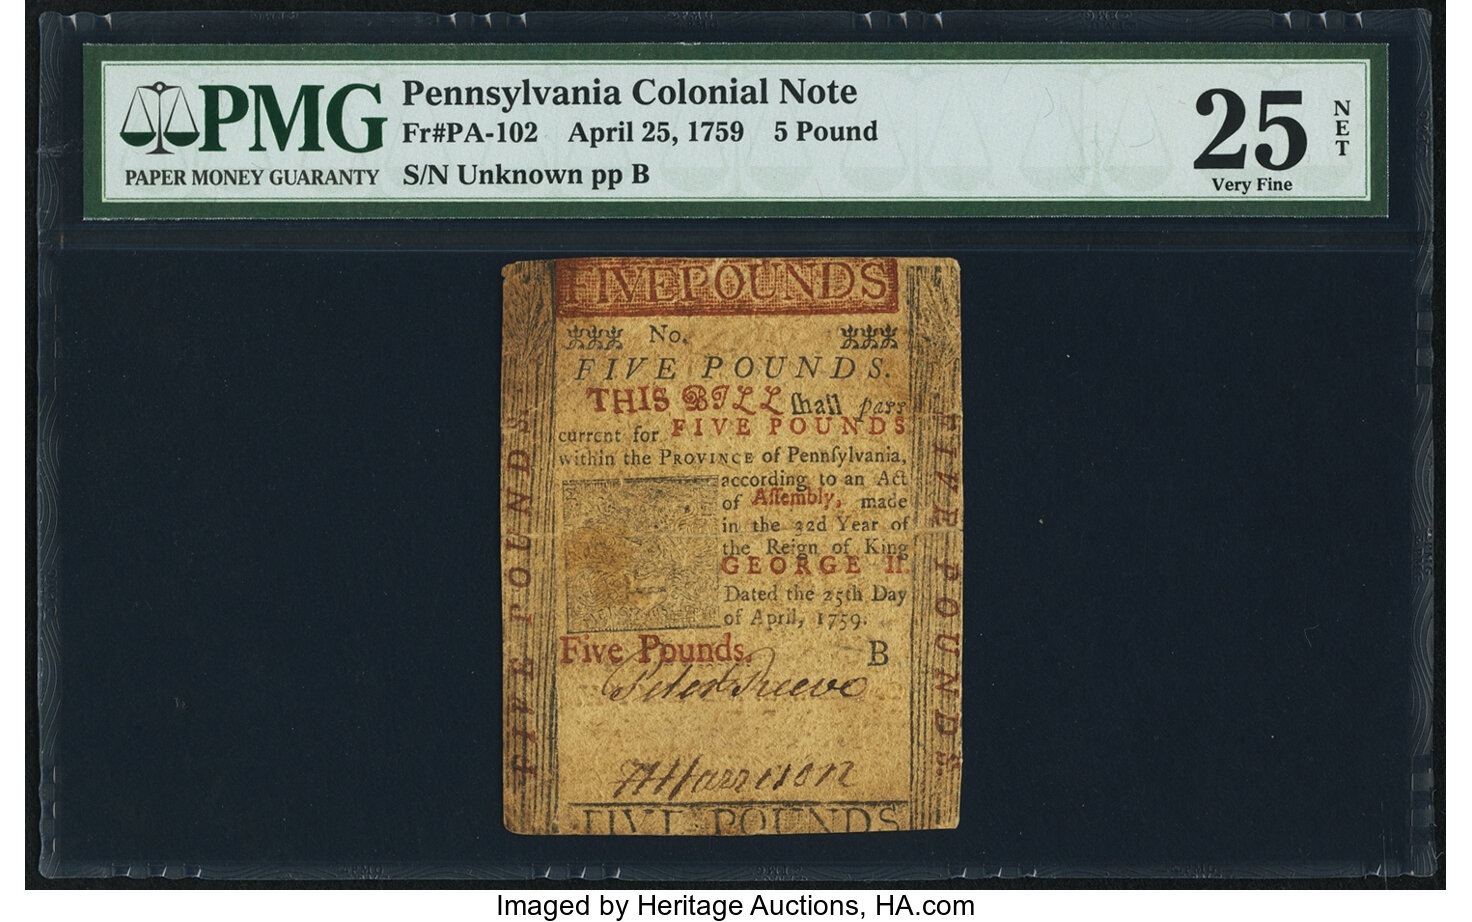 PMG
PAPER MONEY GUARANTY
Pennsylvania Colonial Note
Fr#PA-102 April 25, 1759 5 Pound
S/N Unknown pp B
25
NET
Very Fine
FIVEPOUNDS
No.
FIVE POUNDS.
THIS BILL ſhall paſs
current for FIVE POUNDS
within the PROVINCE of Pennſylvania,
according to an Act
of Aſſembly, made
in the 32d Year of
the Reign of King
GEORGE II.
Dated the 25th Day
of April, 1759.
Five Pounds. B
Peter Reeve
Harrison
FIVE POUNDS
FIVE POUNDS.
FIVE POUNDS.
Imaged by Heritage Auctions, HA.com